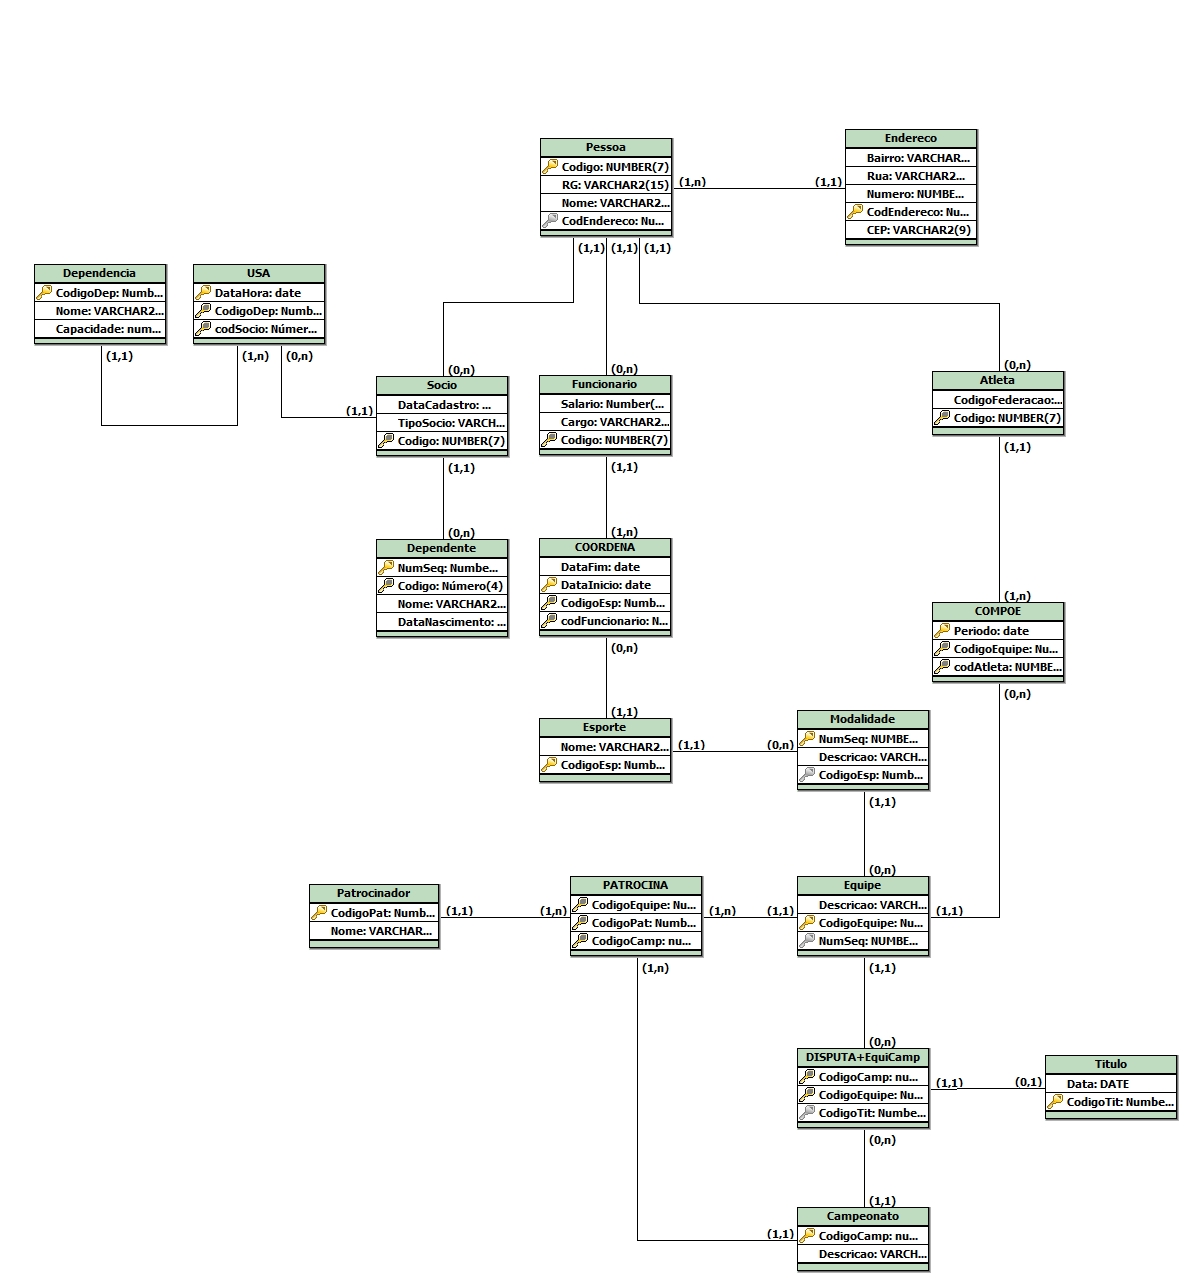 Pessoa
Codigo: NUMBER(7)
RG: VARCHAR2(15)
Nome: VARCHAR2...
CodEndereco: Nu...
(1,n)
(1,1)
Endereco
Bairro: VARCHAR...
Rua: VARCHAR2...
Numero: NUMBE...
CodEndereco: Nu...
CEP: VARCHAR2(9)
(1,1)
(1,1)
(1,1)
Dependencia
CodigoDep: Numb...
Nome: VARCHAR2...
Capacidade: num...
(1,1)
USA
DataHora: date
CodigoDep: Numb...
codSocio: Númer...
(1,n)
(0,n)
(1,1)
(0,n)
Socio
DataCadastro: ...
TipoSocio: VARCH...
Codigo: NUMBER(7)
(1,1)
(0,n)
Funcionario
Salario: Number(...
Cargo: VARCHAR2...
Codigo: NUMBER(7)
(1,1)
(0,n)
Atleta
CodigoFederacao:...
Codigo: NUMBER(7)
(1,1)
(0,n)
Dependente
NumSeq: Numbe...
Codigo: Número(4)
Nome: VARCHAR2...
DataNascimento: ...
(1,n)
COORDENA
DataFim: date
DataInicio: date
CodigoEsp: Numb...
codFuncionario: N...
(0,n)
(1,n)
COMPOE
Periodo: date
CodigoEquipe: Nu...
codAtleta: NUMBE...
(0,n)
(1,1)
Esporte
Nome: VARCHAR2...
CodigoEsp: Numb...
(1,1)
(0,n)
Modalidade
NumSeq: NUMBE...
Descricao: VARCH...
CodigoEsp: Numb...
(1,1)
(0,n)
Patrocinador
CodigoPat: Numb...
Nome: VARCHAR...
(1,1)
(1,n)
PATROCINA
CodigoEquipe: Nu...
CodigoPat: Numb...
CodigoCamp: nu...
(1,n)
(1,1)
(1,n)
Equipe
Descricao: VARCH...
CodigoEquipe: Nu...
NumSeq: NUMBE...
(1,1)
(1,1)
(0,n)
DISPUTA+EquiCamp
CodigoCamp: nu...
CodigoEquipe: Nu...
CodigoTit: Numbe...
(1,1)
(0,1)
Titulo
Data: DATE
CodigoTit: Numbe...
(0,n)
(1,1)
(1,1)
Campeonato
CodigoCamp: nu...
Descricao: VARCH...